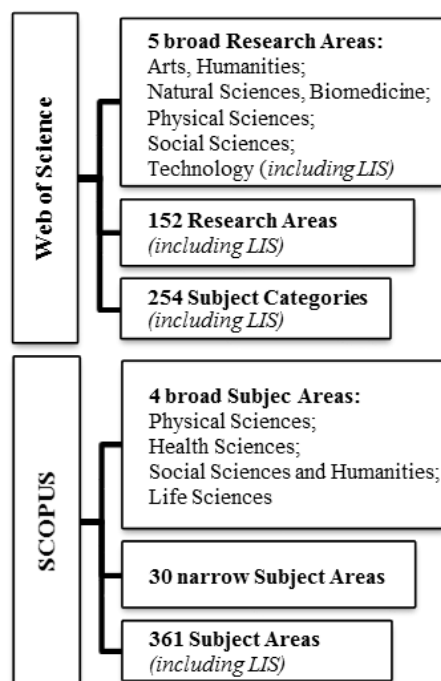 Web of Science
5 broad Research Areas:
Arts, Humanities;
Natural Sciences, Biomedicine;
Physical Sciences;
Social Sciences;
Technology (including LIS)
152 Research Areas
(including LIS)
254 Subject Categories
(including LIS)
SCOPUS
4 broad Subjec Areas:
Physical Sciences;
Health Sciences;
Social Sciences and Humanities;
Life Sciences
30 narrow Subject Areas
361 Subject Areas
(including LIS)